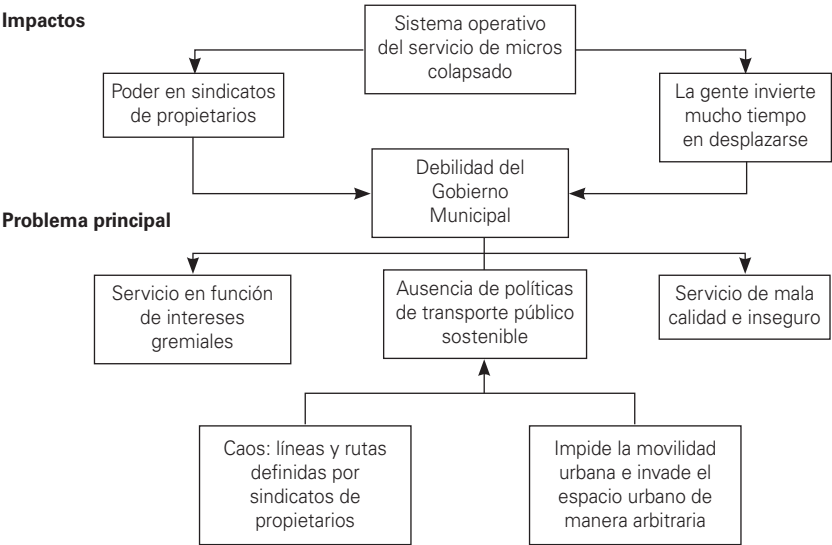 Impactos
Sistema operativo
del servicio de micros
colapsado
Poder en sindicatos
de propietarios
La gente invierte
mucho tiempo
en desplazarse
Debilidad del
Gobierno
Municipal
Problema principal
Servicio en función
de intereses
gremiales
Ausencia de políticas
de transporte público
sostenible
Servicio de mala
calidad e inseguro
Caos: líneas y rutas
definidas por
sindicatos de
propietarios
Impide la movilidad
urbana e invade el
espacio urbano de
manera arbitraria